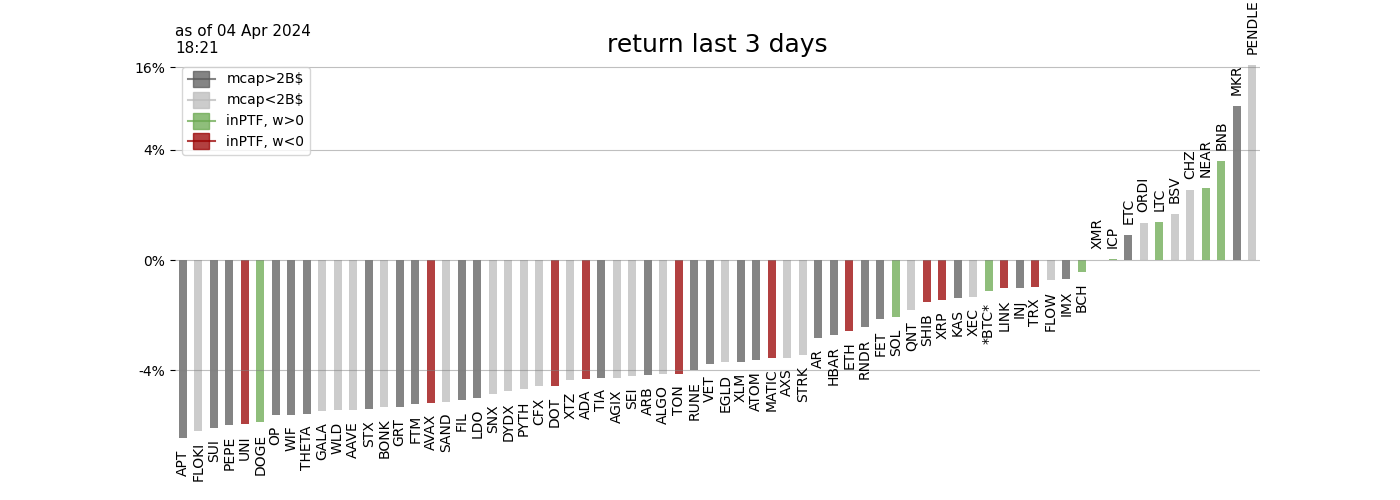 as of 04 Apr 2024
18:21
return last 3 days
16%
4%
0%
-4%
mcap>2B$
mcap<2B$
inPTF, w>0
inPTF, w<0
APT
FLOKI
SUI
PEPE
UNI
DOGE
OP
WIF
THETA
GALA
WLD
AAVE
STX
BONK
GRT
FTM
AVAX
SAND
FIL
LDO
SNX
DYDX
PYTH
CFX
DOT
XTZ
ADA
TIA
AGIX
SEI
ARB
ALGO
TON
RUNE
VET
EGLD
XLM
ATOM
MATIC
AXS
STRK
AR
HBAR
ETH
RNDR
FET
SOL
QNT
SHIB
XRP
KAS
XEC
*BTC*
LINK
INJ
TRX
FLOW
IMX
BCH
XMR
ICP
ETC
ORDI
LTC
BSV
CHZ
NEAR
BNB
MKR
PENDLE